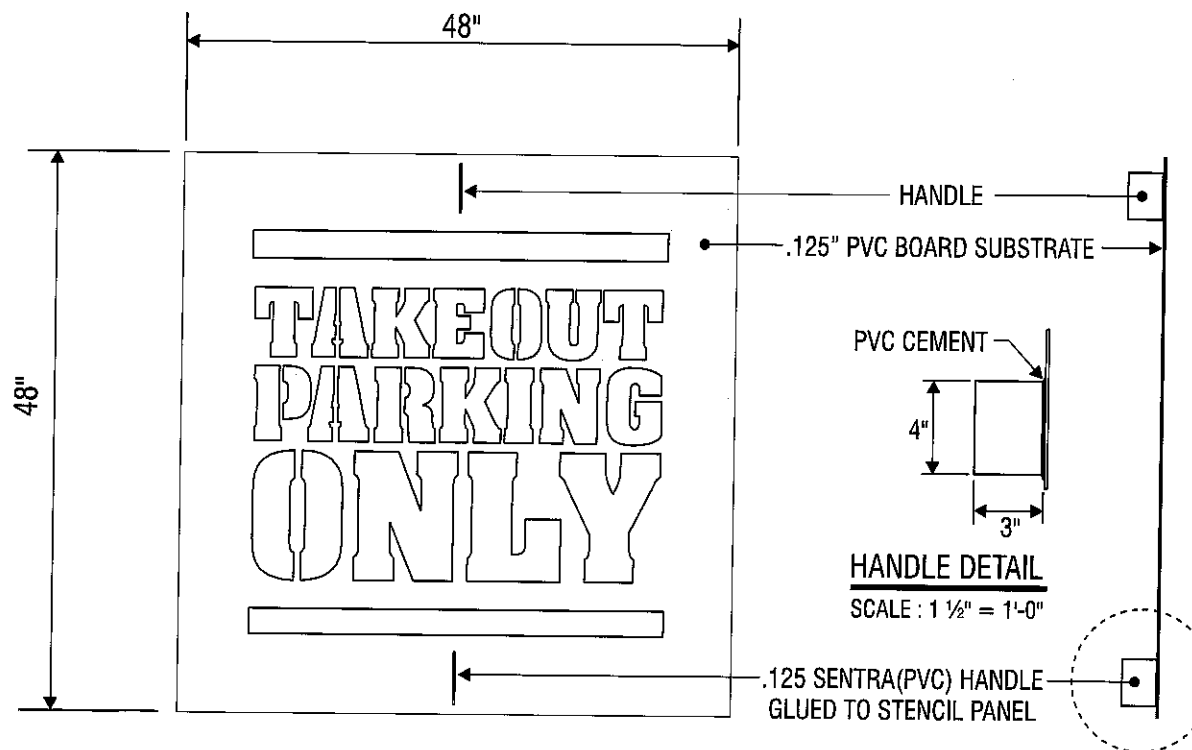 48"
48"
HANDLE
.125" PVC BOARD SUBSTRATE
TAKEOUT
PARKING
ONLY
PVC CEMENT
4"
3"
HANDLE DETAIL
SCALE : 1 ½" = 1'-0"
.125 SENTRA(PVC) HANDLE
GLUED TO STENCIL PANEL